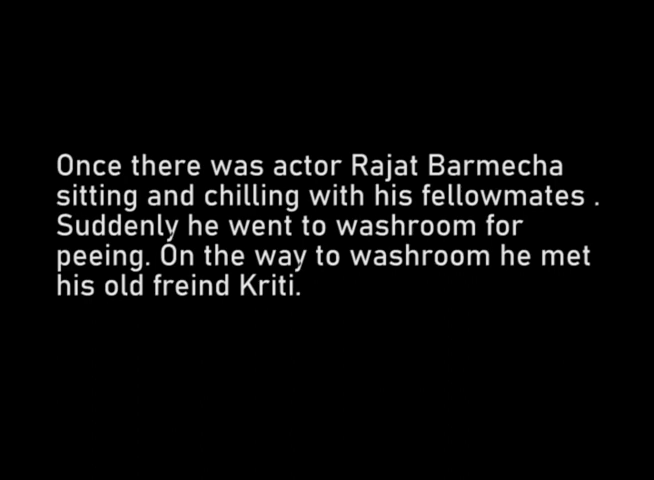 Once there was actor Rajat Barmecha
sitting and chilling with his fellowmates .
Suddenly he went to washroom for
peeing. On the way to washroom he met
his old freind Kriti.